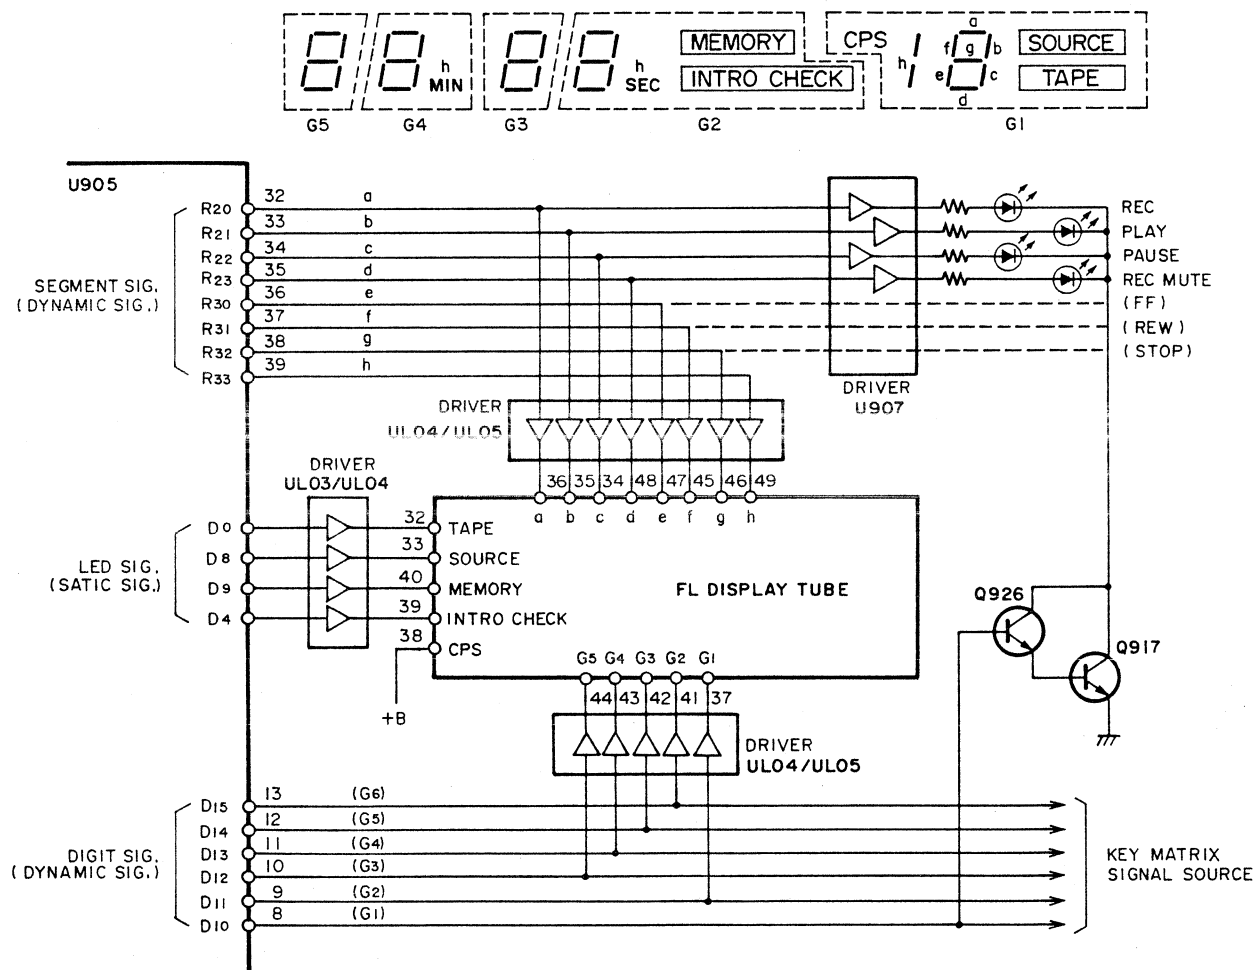 a
MEMORY
CPS
f g b
SOURCE
h
h
h
INTRO CHECK
e c
TAPE
MIN
SEC
d
G5
G4
G3
G2
G1
U905
R20 32 a
REC
R21 33 b
PLAY
R22 34 c
PAUSE
R23 35 d
REC MUTE
SEGMENT SIG.
(DYNAMIC SIG.)
R30 36 e
(FF)
R31 37 f
(REW)
R32 38 g
(STOP)
R33 39 h
DRIVER
U907
DRIVER
UL04/UL05
DRIVER
UL03/UL04
36 35 34 48 47 45 46 49
a b c d e f g h
LED SIG.
(SATIC SIG.)
D0 32 TAPE
D8 33 SOURCE
D9 40 MEMORY
D4 39 INTRO CHECK
38 CPS
+B
FL DISPLAY TUBE
Q926
Q917
G5 G4 G3 G2 G1
44 43 42 41 37
DRIVER
UL04/UL05
DIGIT SIG.
(DYNAMIC SIG.)
D15 13 (G6)
D14 12 (G5)
D13 11 (G4)
D12 10 (G3)
D11 9 (G2)
D10 8 (G1)
KEY MATRIX
SIGNAL SOURCE